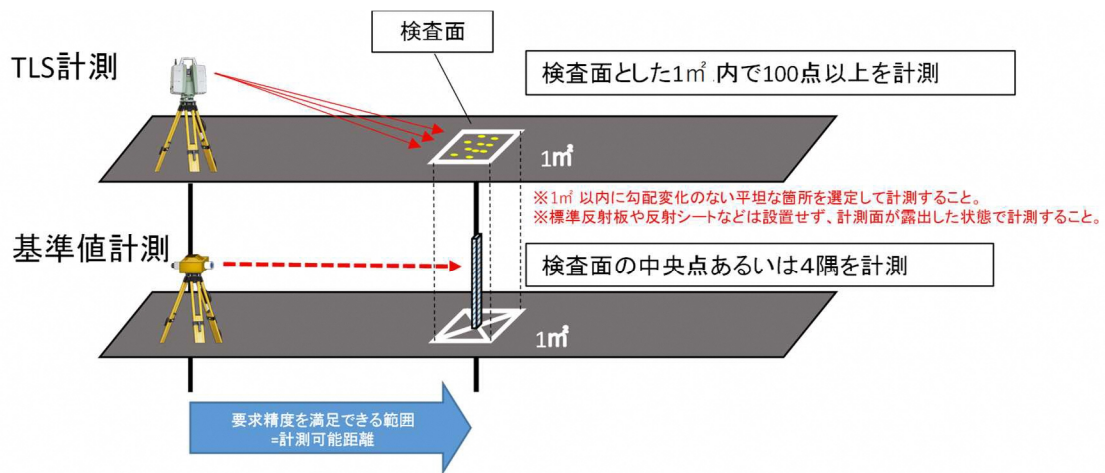 検査面
TLS計測
検査面とした1㎡ 内で100点以上を計測
1㎡
※1㎡ 以内に勾配変化のない平坦な箇所を選定して計測すること。
※標準反射板や反射シートなどは設置せず、計測面が露出した状態で計測すること。
基準値計測
検査面の中央点あるいは4隅を計測
1㎡
要求精度を満足できる範囲
=計測可能距離